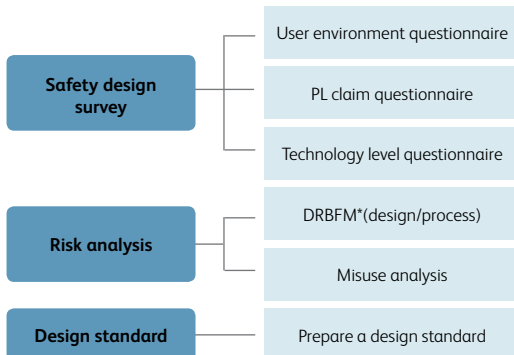 Safety design
survey
User environment questionnaire
PL claim questionnaire
Technology level questionnaire
Risk analysis
DRBFM*(design/process)
Misuse analysis
Design standard
Prepare a design standard